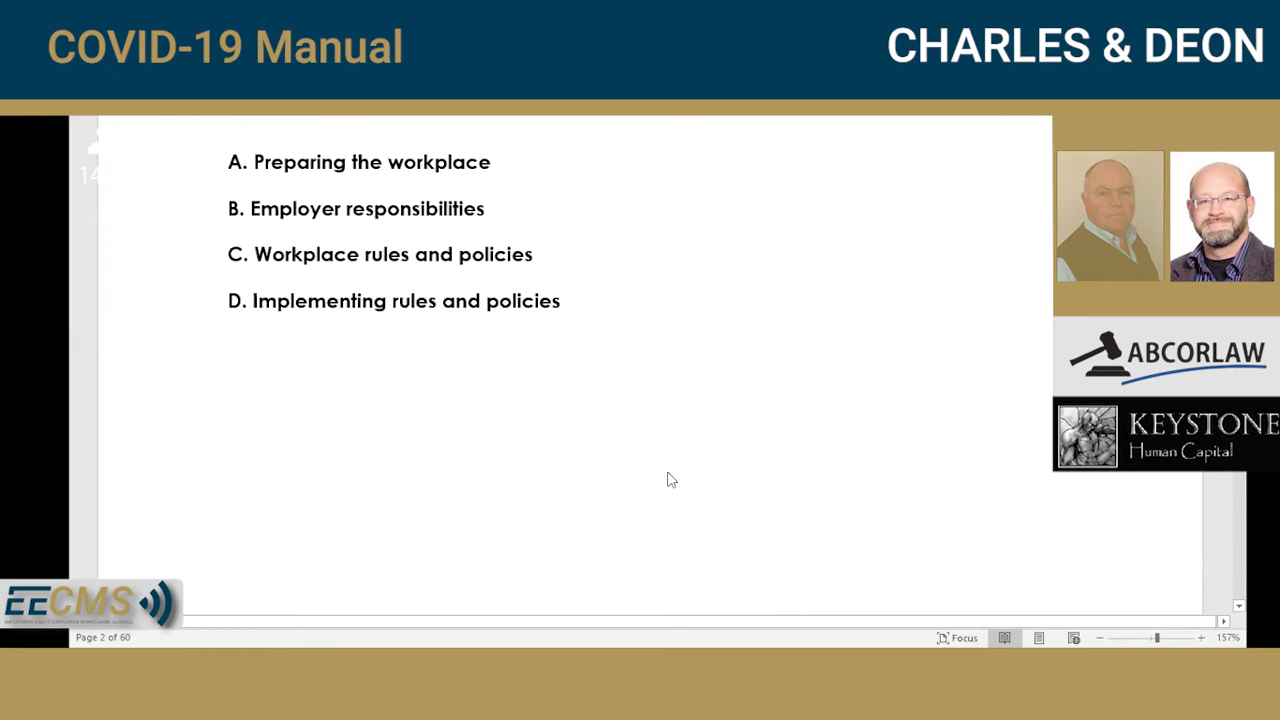 COVID-19 Manual
CHARLES & DEON
14
A. Preparing the workplace
B. Employer responsibilities
C. Workplace rules and policies
D. Implementing rules and policies
ABCORLAW
KEYSTONE
Human Capital
EECMS
Page 2 of 60
Focus
157%